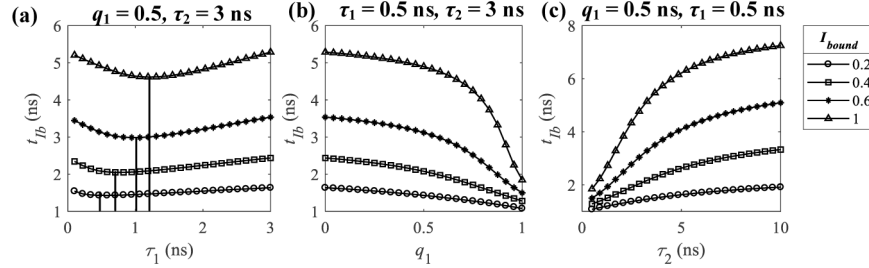 (a) q1 = 0.5, τ2 = 3 ns
6
5
4
3
2
1
tIb (ns)
0 1 2 3
τ1 (ns)
(b) τ1 = 0.5 ns, τ2 = 3 ns
6
5
4
3
2
1
tIb (ns)
0 0.5 1
q1
(c) q1 = 0.5 ns, τ1 = 0.5 ns
8
6
4
2
tIb (ns)
0 5 10
τ2 (ns)
Ibound
0.2
0.4
0.6
1